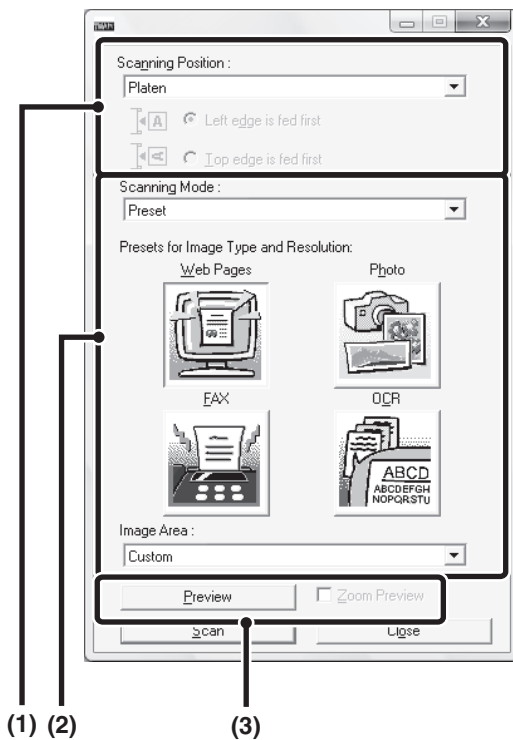 TWAIN
Scanning Position :
Platen
A Left edge is fed first
A Top edge is fed first
Scanning Mode :
Preset
Presets for Image Type and Resolution:
Web Pages Photo
FAX OCR
ABCD
ABCDEFGH
NOPQRSTU
Image Area :
Custom
Preview Zoom Preview
Scan Close
(1) (2) (3)